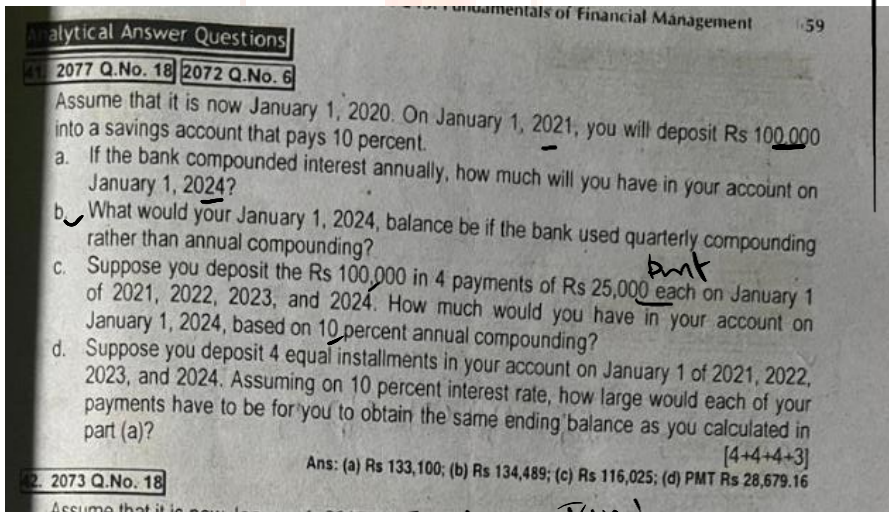 Fundamentals of Financial Management 59
Analytical Answer Questions
41. 2077 Q.No. 18 2072 Q.No. 6
Assume that it is now January 1, 2020. On January 1, 2021, you will deposit Rs 100,000
into a savings account that pays 10 percent.
a. If the bank compounded interest annually, how much will you have in your account on
January 1, 2024?
b. What would your January 1, 2024, balance be if the bank used quarterly compounding
rather than annual compounding?
pmt
c. Suppose you deposit the Rs 100,000 in 4 payments of Rs 25,000 each on January 1
of 2021, 2022, 2023, and 2024. How much would you have in your account on
January 1, 2024, based on 10 percent annual compounding?
d. Suppose you deposit 4 equal installments in your account on January 1 of 2021, 2022,
2023, and 2024. Assuming on 10 percent interest rate, how large would each of your
payments have to be for you to obtain the same ending balance as you calculated in
part (a)? [4+4+4+3]
Ans: (a) Rs 133,100; (b) Rs 134,489; (c) Rs 116,025; (d) PMT Rs 28,679.16
42. 2073 Q.No. 18
Assume that it is now